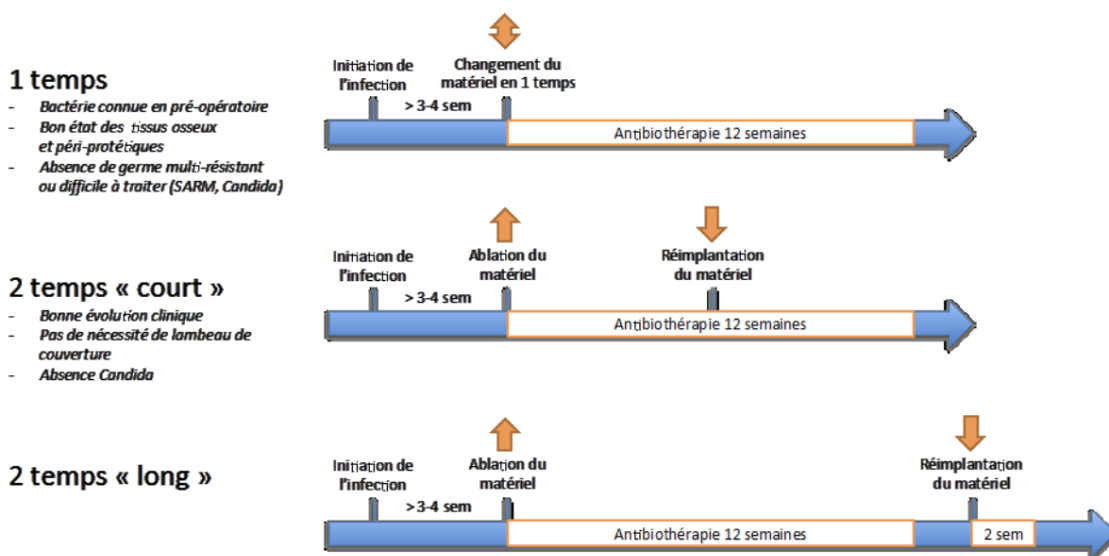 1 temps
- Bactérie connue en pré-opératoire
- Bon état des tissus osseux
et péri-protétiques
- Absence de germe multi-résistant
ou difficile à traiter (SARM, Candida)
Initiation de
l'infection
> 3-4 sem
Changement du
matériel en 1 temps
Antibiothérapie 12 semaines
2 temps « court »
- Bonne évolution clinique
- Pas de nécessité de lambeau de
couverture
- Absence Candida
Initiation de
l'infection
> 3-4 sem
Ablation du
matériel
Réimplantation
du matériel
Antibiothérapie 12 semaines
2 temps « long »
Initiation de
l'infection
> 3-4 sem
Ablation du
matériel
Réimplantation
du matériel
Antibiothérapie 12 semaines
2 sem